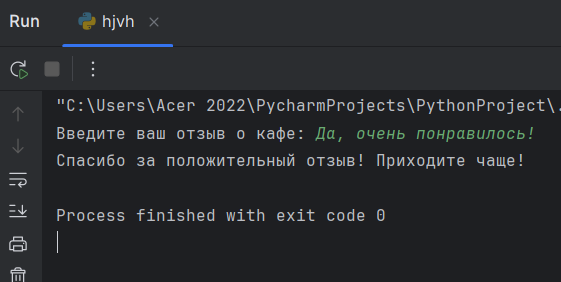 Run hjvh
"C:\Users\Acer 2022\PycharmProjects\PythonProject\.
Введите ваш отзыв о кафе: Да, очень понравилось!
Спасибо за положительный отзыв! Приходите чаще!
Process finished with exit code 0